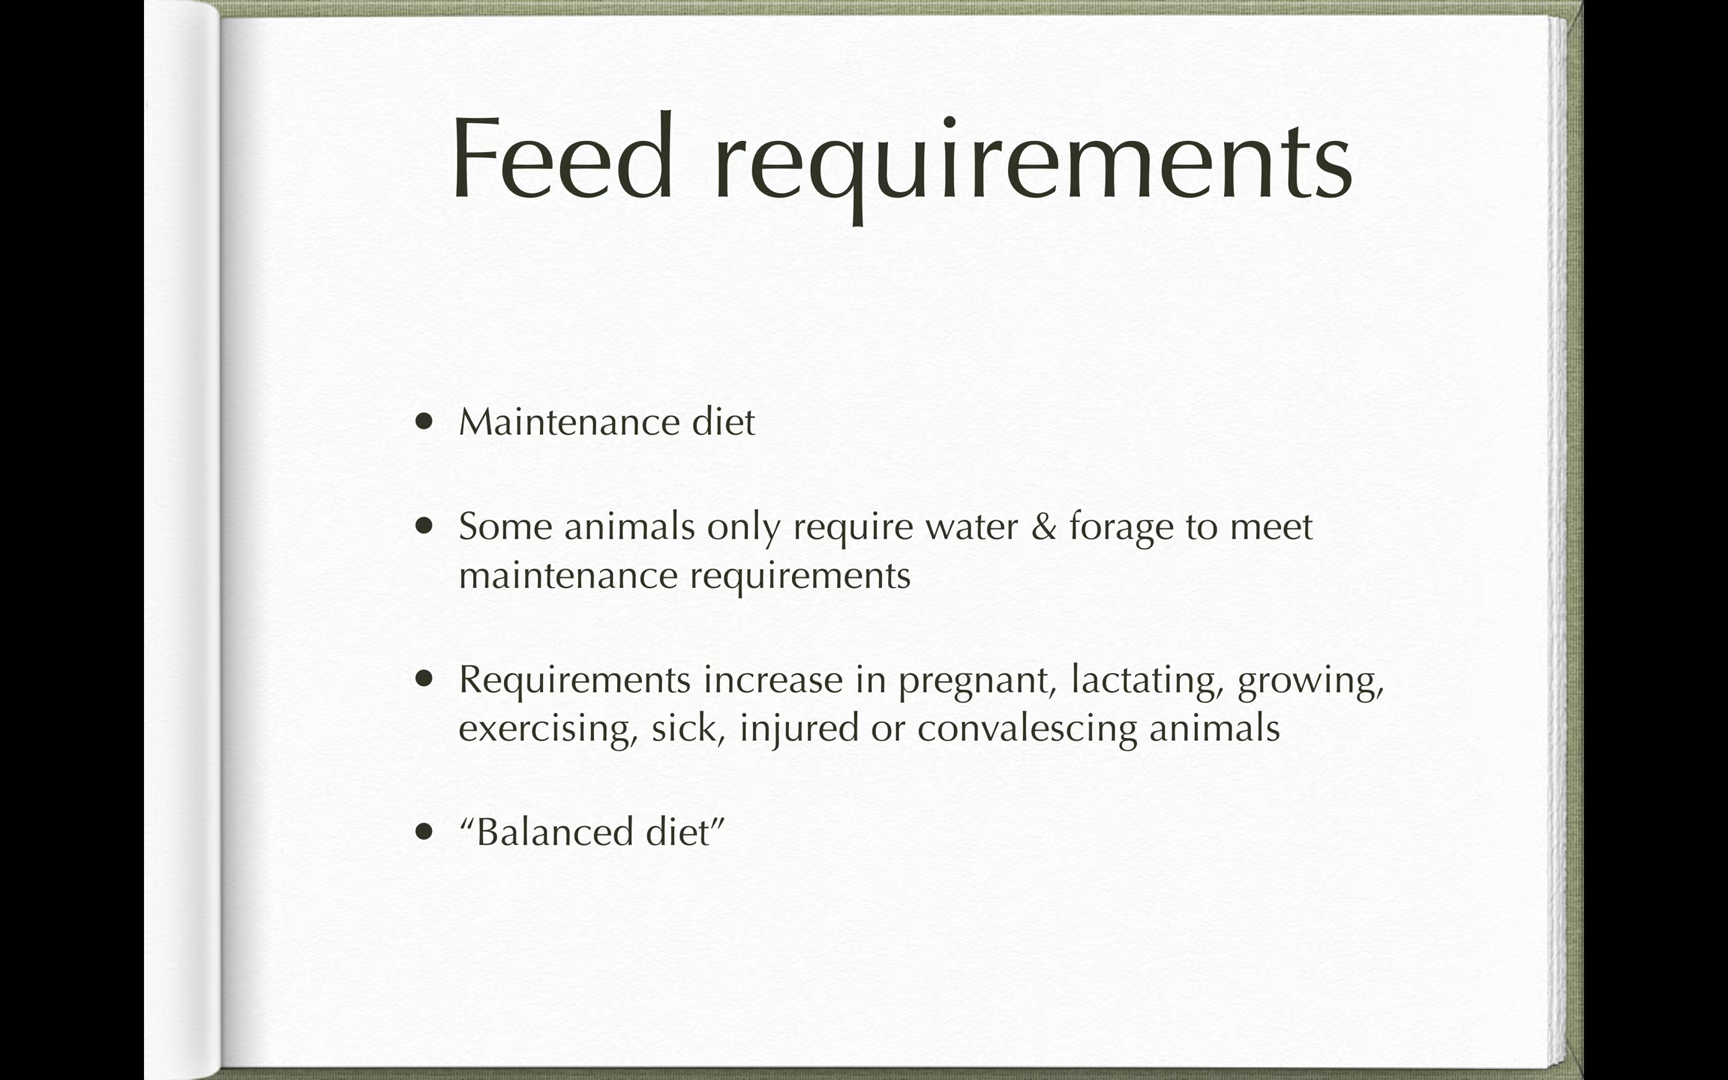 Feed requirements
• Maintenance diet
• Some animals only require water & forage to meet
maintenance requirements
• Requirements increase in pregnant, lactating, growing,
exercising, sick, injured or convalescing animals
• “Balanced diet”